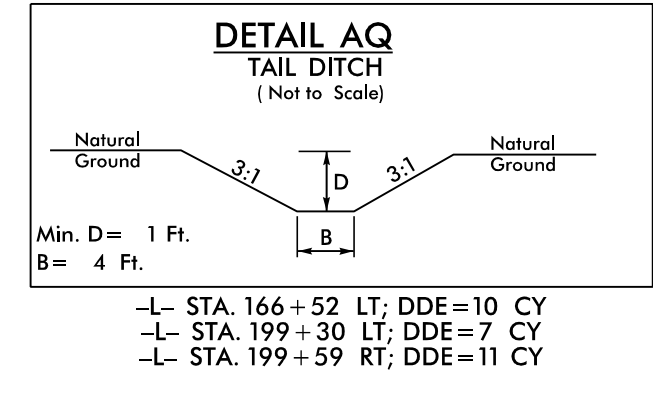 DETAIL AQ
TAIL DITCH
( Not to Scale)
Natural
Ground
3:1
D
3:1
Natural
Ground
B
Min. D= 1 Ft.
B= 4 Ft.
–L– STA. 166+52 LT; DDE=10 CY
–L– STA. 199+30 LT; DDE=7 CY
–L– STA. 199+59 RT; DDE=11 CY